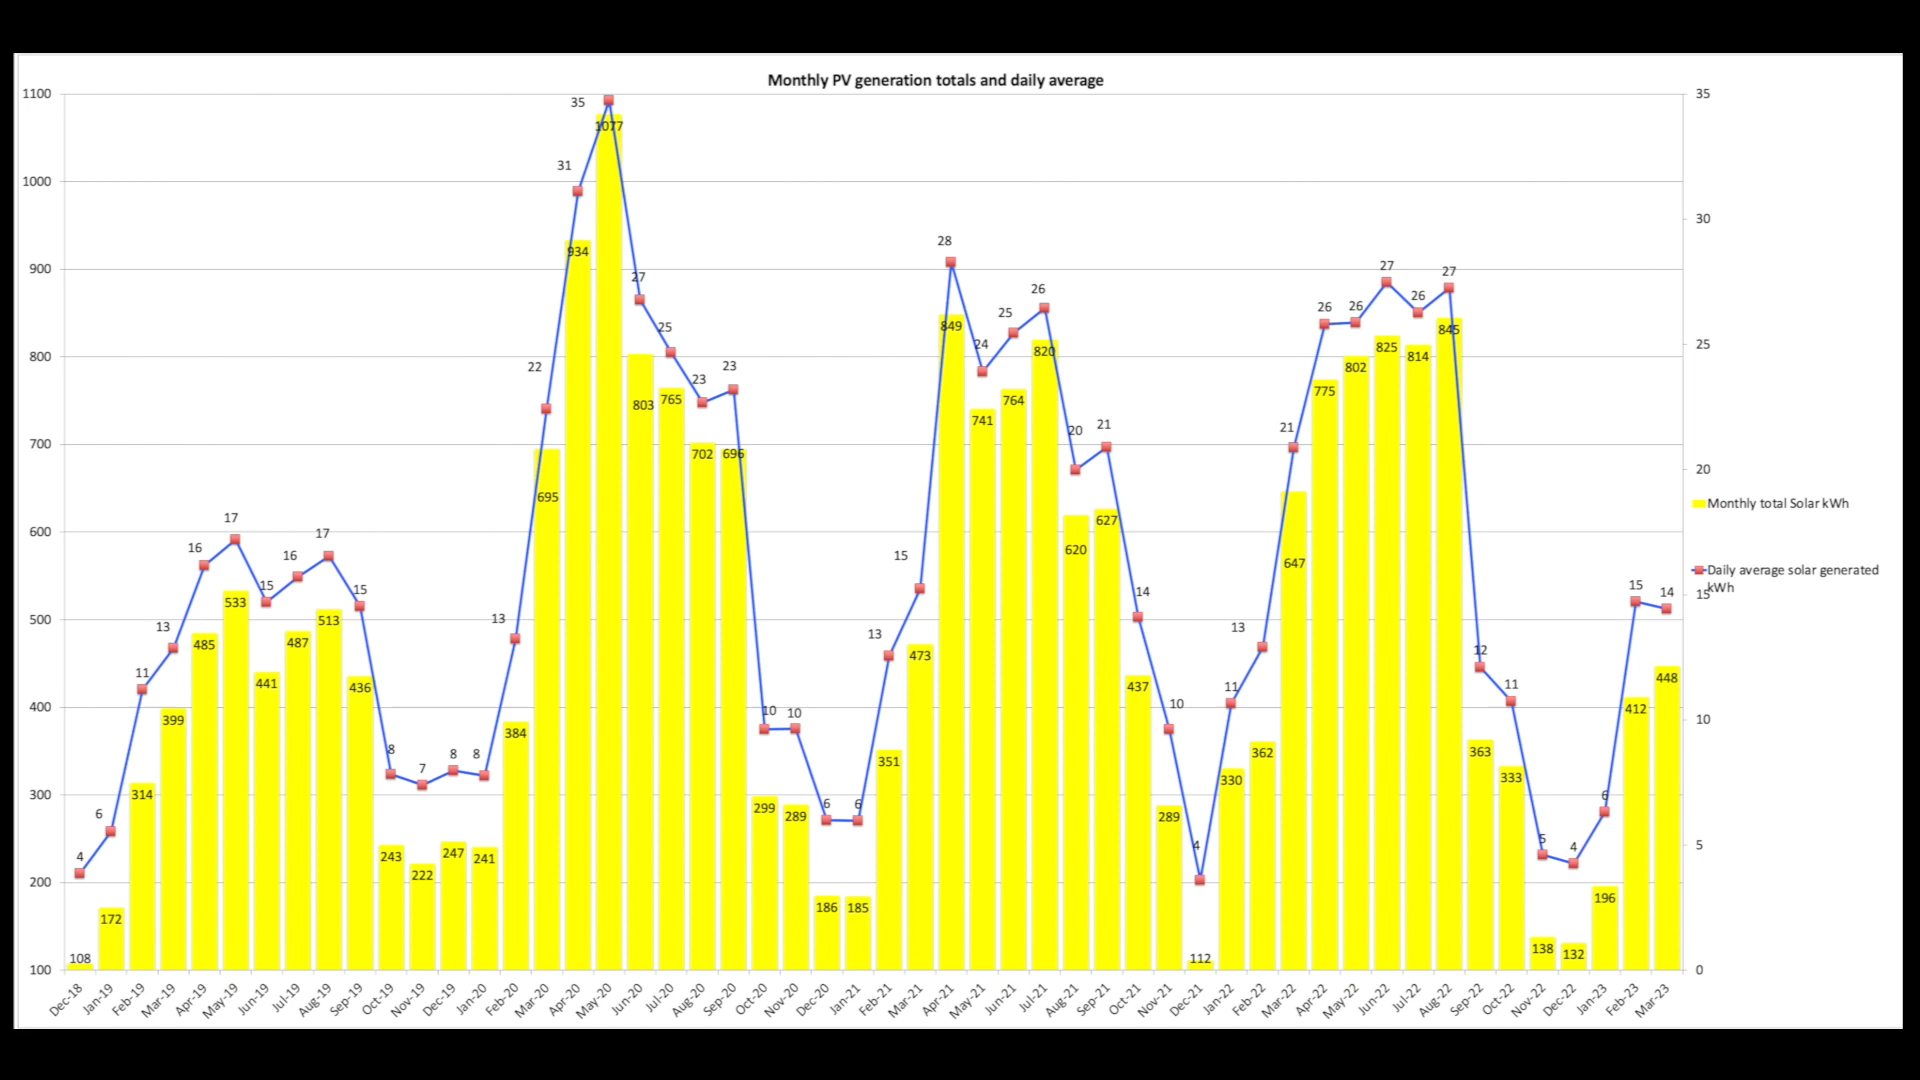 Monthly PV generation totals and daily average
1100
1000
900
800
700
600
500
400
300
200
100
35
30
25
20
15
10
5
0
4 6 11 13 16 17 15 16 17 15 8 7 8 8 13 22 31 35 27 25 23 23 10 10 6 6 13 15 28 24 25 26 20 21 14 10 4 11 13 21 26 26 27 26 27 12 11 5 4 6 15 14
108 172 314 399 485 533 441 487 513 436 243 222 247 241 384 695 934 1077 803 765 702 696 299 289 186 185 351 473 849 741 764 820 620 627 437 289 112 330 362 647 775 802 825 814 845 363 333 138 132 196 412 448
Dec-18 Jan-19 Feb-19 Mar-19 Apr-19 May-19 Jun-19 Jul-19 Aug-19 Sep-19 Oct-19 Nov-19 Dec-19 Jan-20 Feb-20 Mar-20 Apr-20 May-20 Jun-20 Jul-20 Aug-20 Sep-20 Oct-20 Nov-20 Dec-20 Jan-21 Feb-21 Mar-21 Apr-21 May-21 Jun-21 Jul-21 Aug-21 Sep-21 Oct-21 Nov-21 Dec-21 Jan-22 Feb-22 Mar-22 Apr-22 May-22 Jun-22 Jul-22 Aug-22 Sep-22 Oct-22 Nov-22 Dec-22 Jan-23 Feb-23 Mar-23
Monthly total Solar kWh
Daily average solar generated
kWh